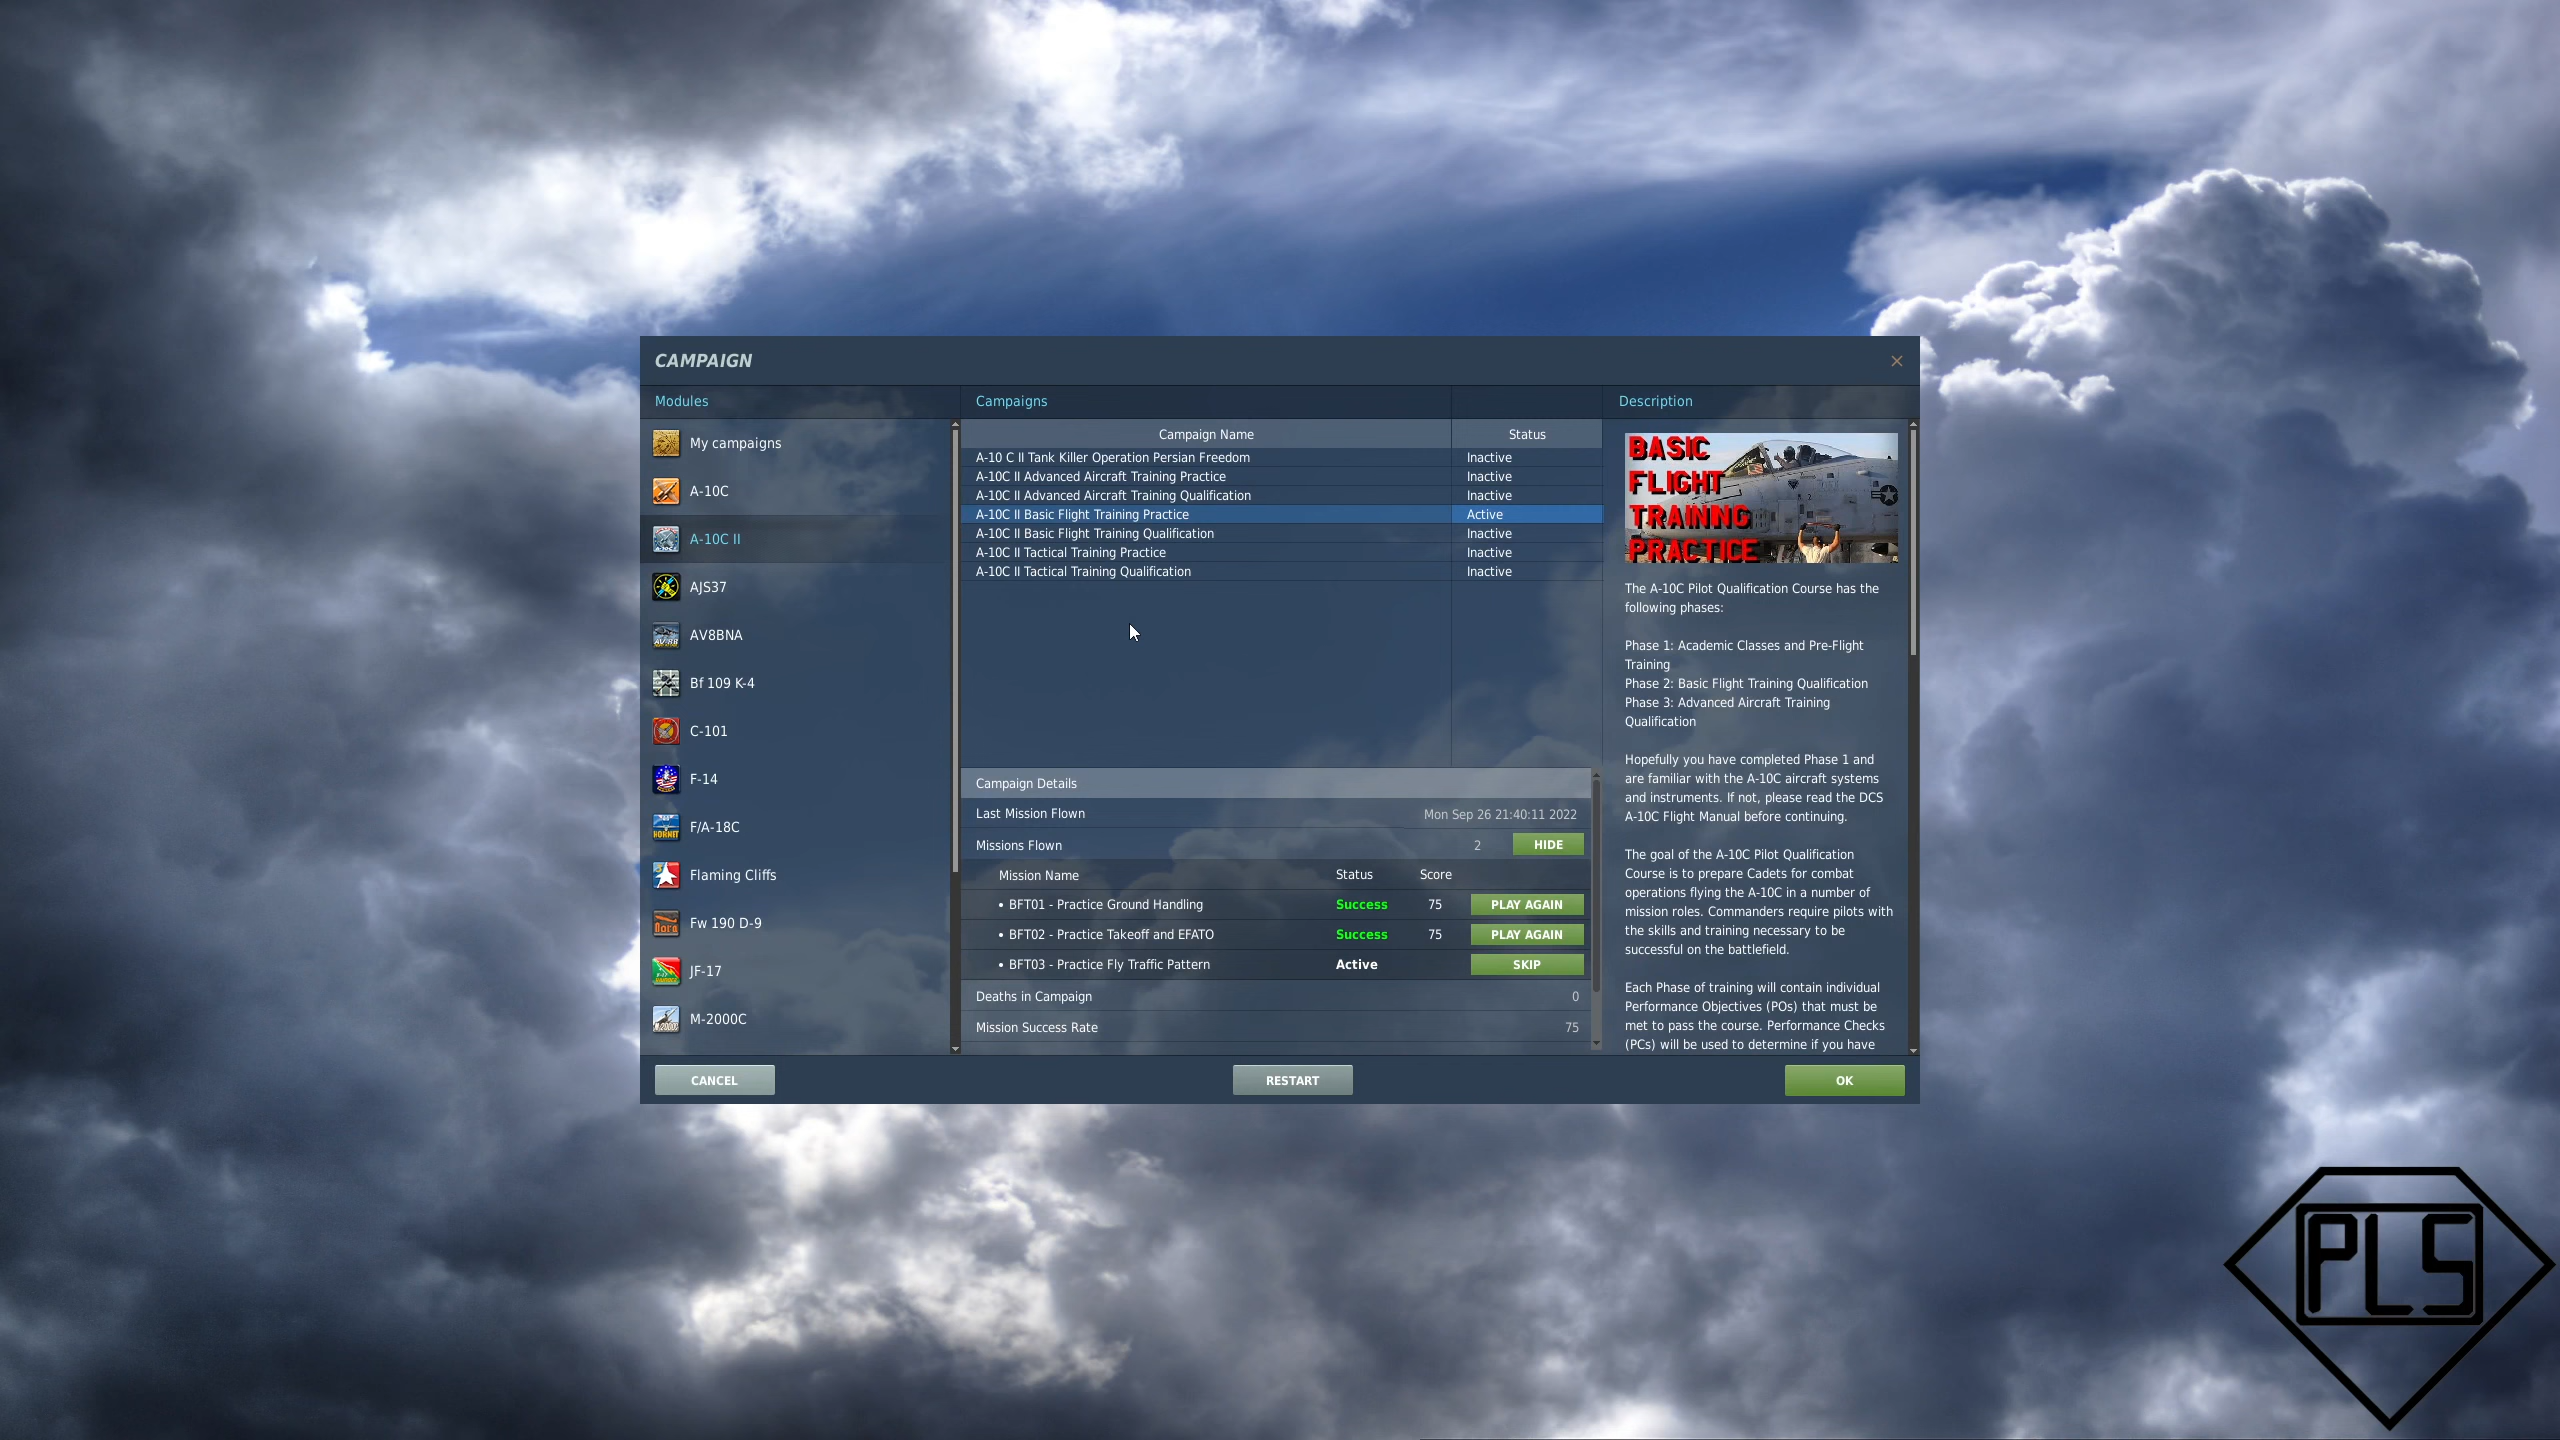 CAMPAIGN
Modules
My campaigns
A-10C
A-10C II
AJS37
AV8BNA
Bf 109 K-4
C-101
F-14
F/A-18C
Flaming Cliffs
Fw 190 D-9
JF-17
M-2000C
Campaigns
Campaign Name Status
A-10 C II Tank Killer Operation Persian Freedom Inactive
A-10C II Advanced Aircraft Training Practice Inactive
A-10C II Advanced Aircraft Training Qualification Inactive
A-10C II Basic Flight Training Practice Active
A-10C II Basic Flight Training Qualification Inactive
A-10C II Tactical Training Practice Inactive
A-10C II Tactical Training Qualification Inactive
Campaign Details
Last Mission Flown Mon Sep 26 21:40:11 2022
Missions Flown 2 HIDE
Mission Name Status Score
• BFT01 - Practice Ground Handling Success 75 PLAY AGAIN
• BFT02 - Practice Takeoff and EFATO Success 75 PLAY AGAIN
• BFT03 - Practice Fly Traffic Pattern Active SKIP
Deaths in Campaign 0
Mission Success Rate 75
Description
BASIC
FLIGHT
TRAINING
PRACTICE
The A-10C Pilot Qualification Course has the
following phases:
Phase 1: Academic Classes and Pre-Flight
Training
Phase 2: Basic Flight Training Qualification
Phase 3: Advanced Aircraft Training
Qualification
Hopefully you have completed Phase 1 and
are familiar with the A-10C aircraft systems
and instruments. If not, please read the DCS
A-10C Flight Manual before continuing.
The goal of the A-10C Pilot Qualification
Course is to prepare Cadets for combat
operations flying the A-10C in a number of
mission roles. Commanders require pilots with
the skills and training necessary to be
successful on the battlefield.
Each Phase of training will contain individual
Performance Objectives (POs) that must be
met to pass the course. Performance Checks
(PCs) will be used to determine if you have
CANCEL
RESTART
OK
PLS